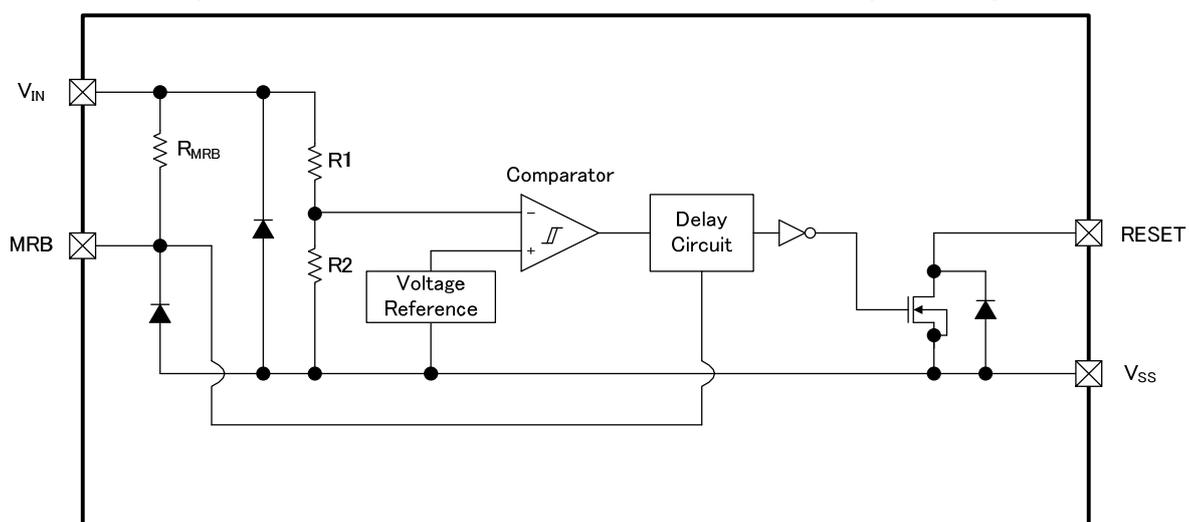 VIN
RMRB
R1
Comparator
−
+
Delay
Circuit
MRB
R2
Voltage
Reference
RESET
VSS